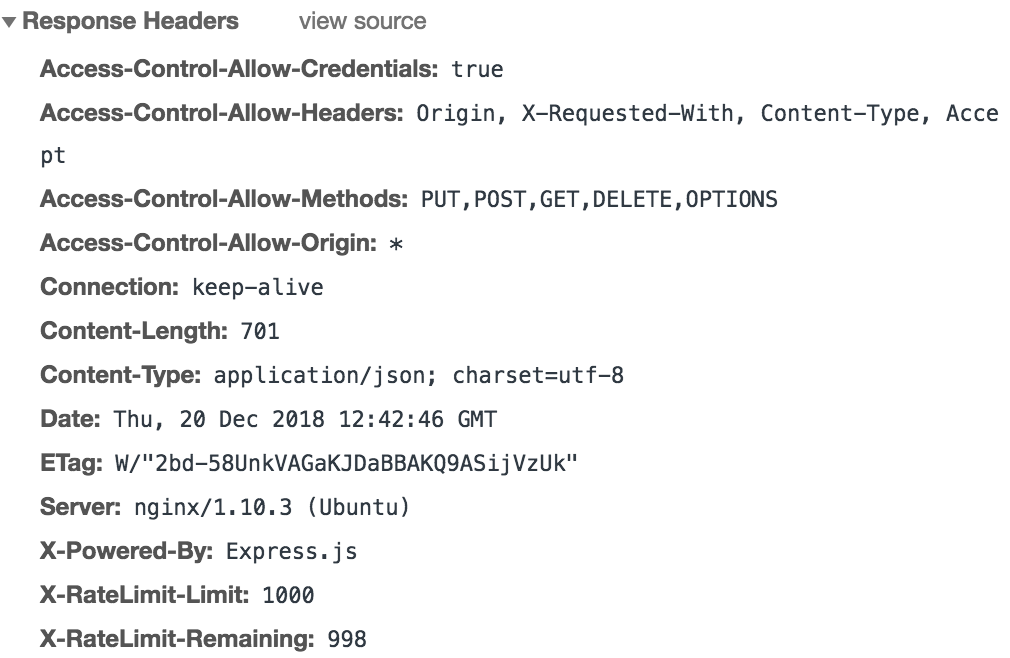 Response Headers view source
Access-Control-Allow-Credentials: true
Access-Control-Allow-Headers: Origin, X-Requested-With, Content-Type, Acce
pt
Access-Control-Allow-Methods: PUT,POST,GET,DELETE,OPTIONS
Access-Control-Allow-Origin: *
Connection: keep-alive
Content-Length: 701
Content-Type: application/json; charset=utf-8
Date: Thu, 20 Dec 2018 12:42:46 GMT
ETag: W/"2bd-58UnkVAGaKJDaBBAKQ9ASijVzUk"
Server: nginx/1.10.3 (Ubuntu)
X-Powered-By: Express.js
X-RateLimit-Limit: 1000
X-RateLimit-Remaining: 998